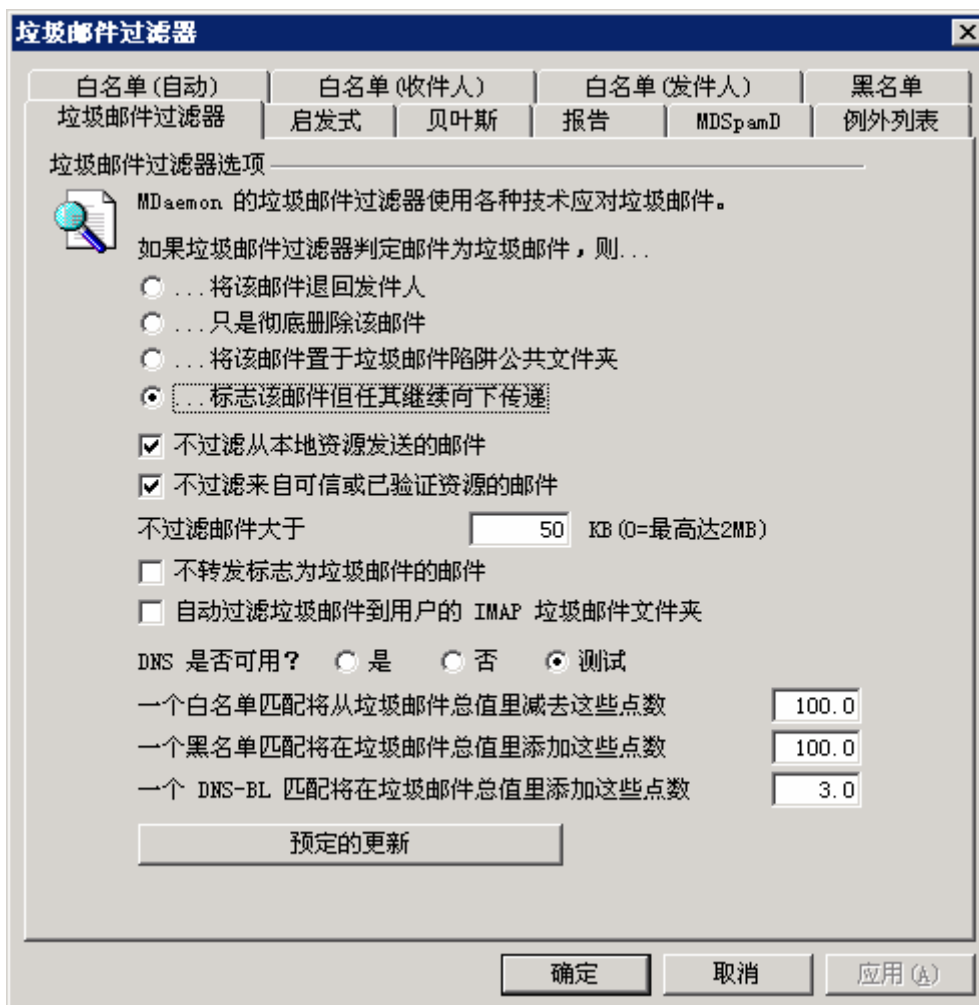 垃圾邮件过滤器
白名单(自动) 白名单(收件人) 白名单(发件人) 黑名单
垃圾邮件过滤器 启发式 贝叶斯 报告 MDSpamD 例外列表
垃圾邮件过滤器选项
MDaemon 的垃圾邮件过滤器使用各种技术应对垃圾邮件。
如果垃圾邮件过滤器判定邮件为垃圾邮件，则...
...将该邮件退回发件人
...只是彻底删除该邮件
...将该邮件置于垃圾邮件陷阱公共文件夹
...标志该邮件但任其继续向下传递
不过滤从本地资源发送的邮件
不过滤来自可信或已验证资源的邮件
不过滤邮件大于 50 KB(0=最高达2MB)
不转发标志为垃圾邮件的邮件
自动过滤垃圾邮件到用户的 IMAP 垃圾邮件文件夹
DNS 是否可用？ 是 否 测试
一个白名单匹配将从垃圾邮件总值里减去这些点数 100.0
一个黑名单匹配将在垃圾邮件总值里添加这些点数 100.0
一个 DNS-BL 匹配将在垃圾邮件总值里添加这些点数 3.0
预定的更新
确定 取消 应用(A)